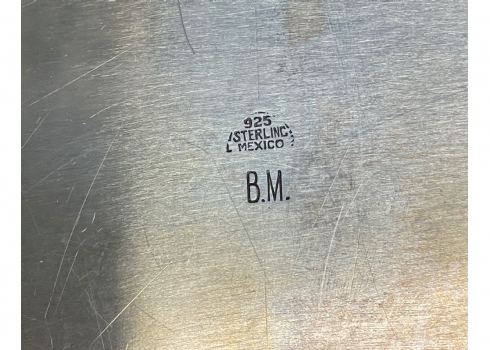 925
STERLING
MEXICO
B.M.